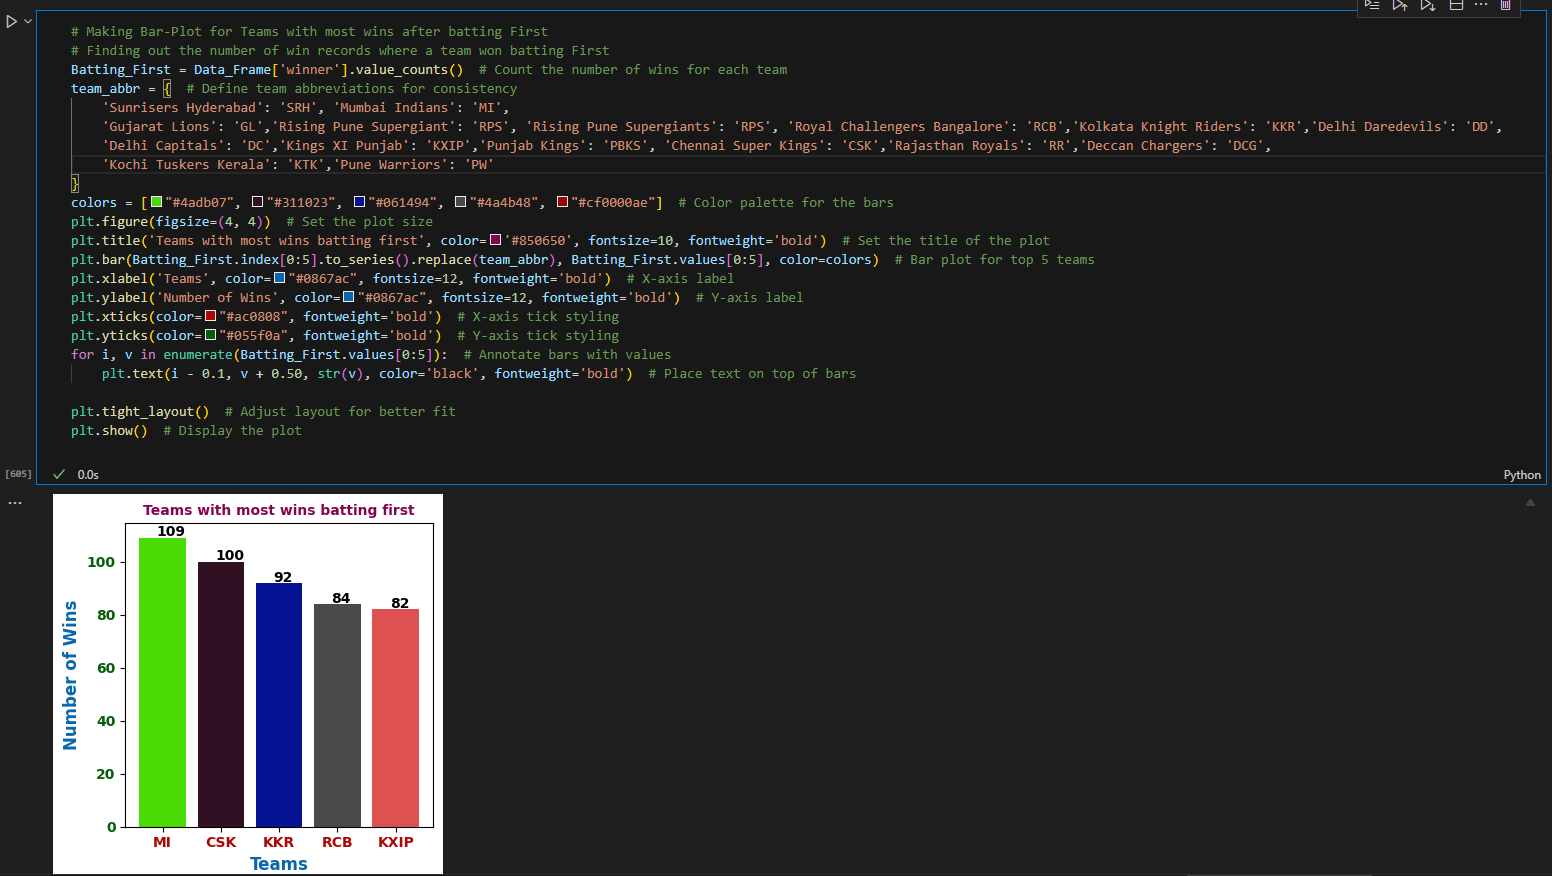 # Making Bar-Plot for Teams with most wins after batting First
# Finding out the number of win records where a team won batting First
Batting_First = Data_Frame['winner'].value_counts()  # Count the number of wins for each team
team_abbr = {  # Define team abbreviations for consistency
    'Sunrisers Hyderabad': 'SRH', 'Mumbai Indians': 'MI',
    'Gujarat Lions': 'GL','Rising Pune Supergiant': 'RPS', 'Rising Pune Supergiants': 'RPS', 'Royal Challengers Bangalore': 'RCB','Kolkata Knight Riders': 'KKR','Delhi Daredevils': 'DD',
    'Delhi Capitals': 'DC','Kings XI Punjab': 'KXIP','Punjab Kings': 'PBKS', 'Chennai Super Kings': 'CSK','Rajasthan Royals': 'RR','Deccan Chargers': 'DCG',
    'Kochi Tuskers Kerala': 'KTK','Pune Warriors': 'PW'
}
colors = ["#4adb07", "#311023", "#061494", "#4a4b48", "#cf0000ae"]  # Color palette for the bars
plt.figure(figsize=(4, 4))  # Set the plot size
plt.title('Teams with most wins batting first', color='#850650', fontsize=10, fontweight='bold')  # Set the title of the plot
plt.bar(Batting_First.index[0:5].to_series().replace(team_abbr), Batting_First.values[0:5], color=colors)  # Bar plot for top 5 teams
plt.xlabel('Teams', color="#0867ac", fontsize=12, fontweight='bold')  # X-axis label
plt.ylabel('Number of Wins', color="#0867ac", fontsize=12, fontweight='bold')  # Y-axis label
plt.xticks(color="#ac0808", fontweight='bold')  # X-axis tick styling
plt.yticks(color="#055f0a", fontweight='bold')  # Y-axis tick styling
for i, v in enumerate(Batting_First.values[0:5]):  # Annotate bars with values
    plt.text(i - 0.1, v + 0.50, str(v), color='black', fontweight='bold')  # Place text on top of bars
plt.tight_layout()  # Adjust layout for better fit
plt.show()  # Display the plot
[605]
0.0s
Python
Teams with most wins batting first
109
100
92
84
82
100
80
60
40
20
0
Number of Wins
MI CSK KKR RCB KXIP
Teams